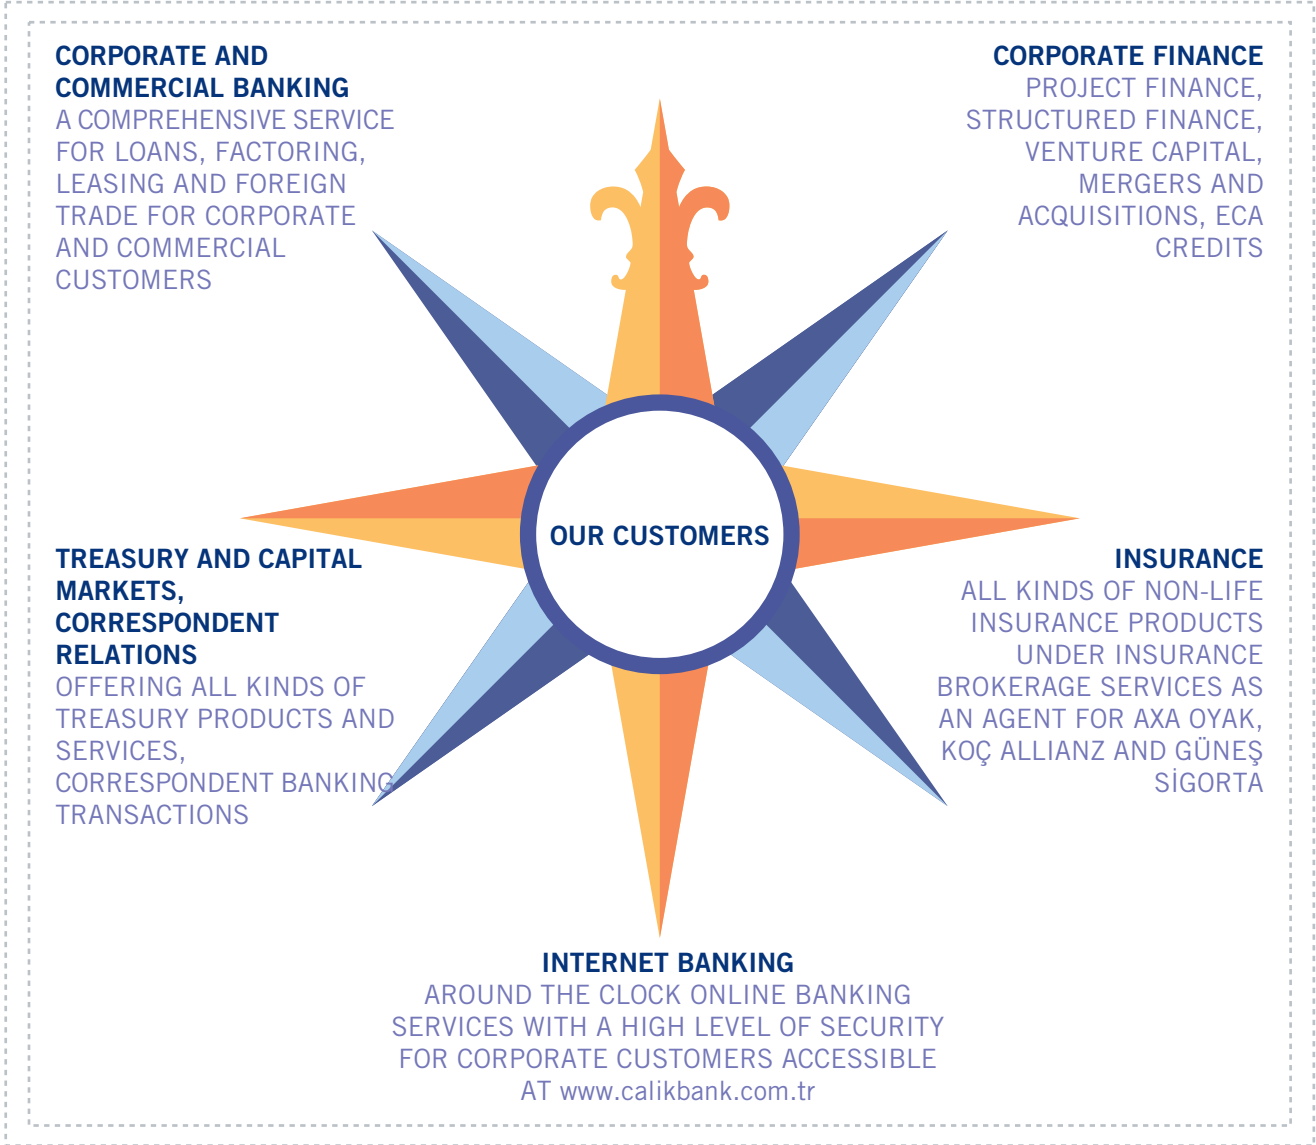 CORPORATE AND
COMMERCIAL BANKING
A COMPREHENSIVE SERVICE
FOR LOANS, FACTORING,
LEASING AND FOREIGN
TRADE FOR CORPORATE
AND COMMERCIAL
CUSTOMERS
CORPORATE FINANCE
PROJECT FINANCE,
STRUCTURED FINANCE,
VENTURE CAPITAL,
MERGERS AND
ACQUISITIONS, ECA
CREDITS
OUR CUSTOMERS
TREASURY AND CAPITAL
MARKETS,
CORRESPONDENT
RELATIONS
OFFERING ALL KINDS OF
TREASURY PRODUCTS AND
SERVICES,
CORRESPONDENT BANKING
TRANSACTIONS
INSURANCE
ALL KINDS OF NON-LIFE
INSURANCE PRODUCTS
UNDER INSURANCE
BROKERAGE SERVICES AS
AN AGENT FOR AXA OYAK,
KOÇ ALLIANZ AND GÜNEŞ
SİGORTA
INTERNET BANKING
AROUND THE CLOCK ONLINE BANKING
SERVICES WITH A HIGH LEVEL OF SECURITY
FOR CORPORATE CUSTOMERS ACCESSIBLE
AT www.calikbank.com.tr